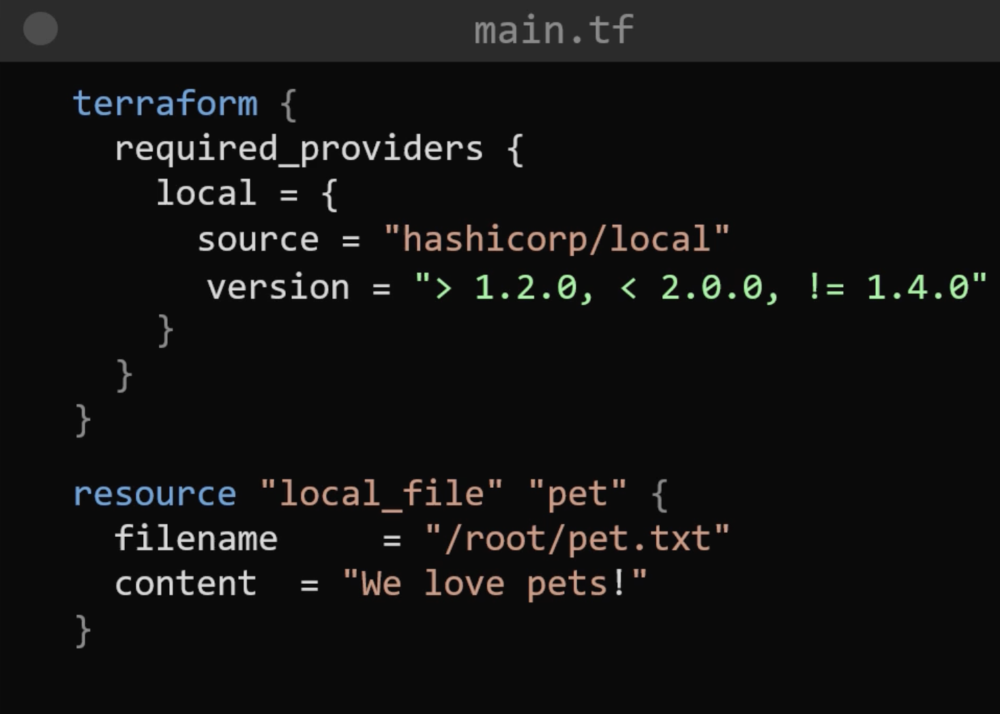 main.tf
terraform {
  required_providers {
    local = {
      source = "hashicorp/local"
      version = "> 1.2.0, < 2.0.0, != 1.4.0"
    }
  }
}
resource "local_file" "pet" {
  filename     = "/root/pet.txt"
  content  = "We love pets!"
}